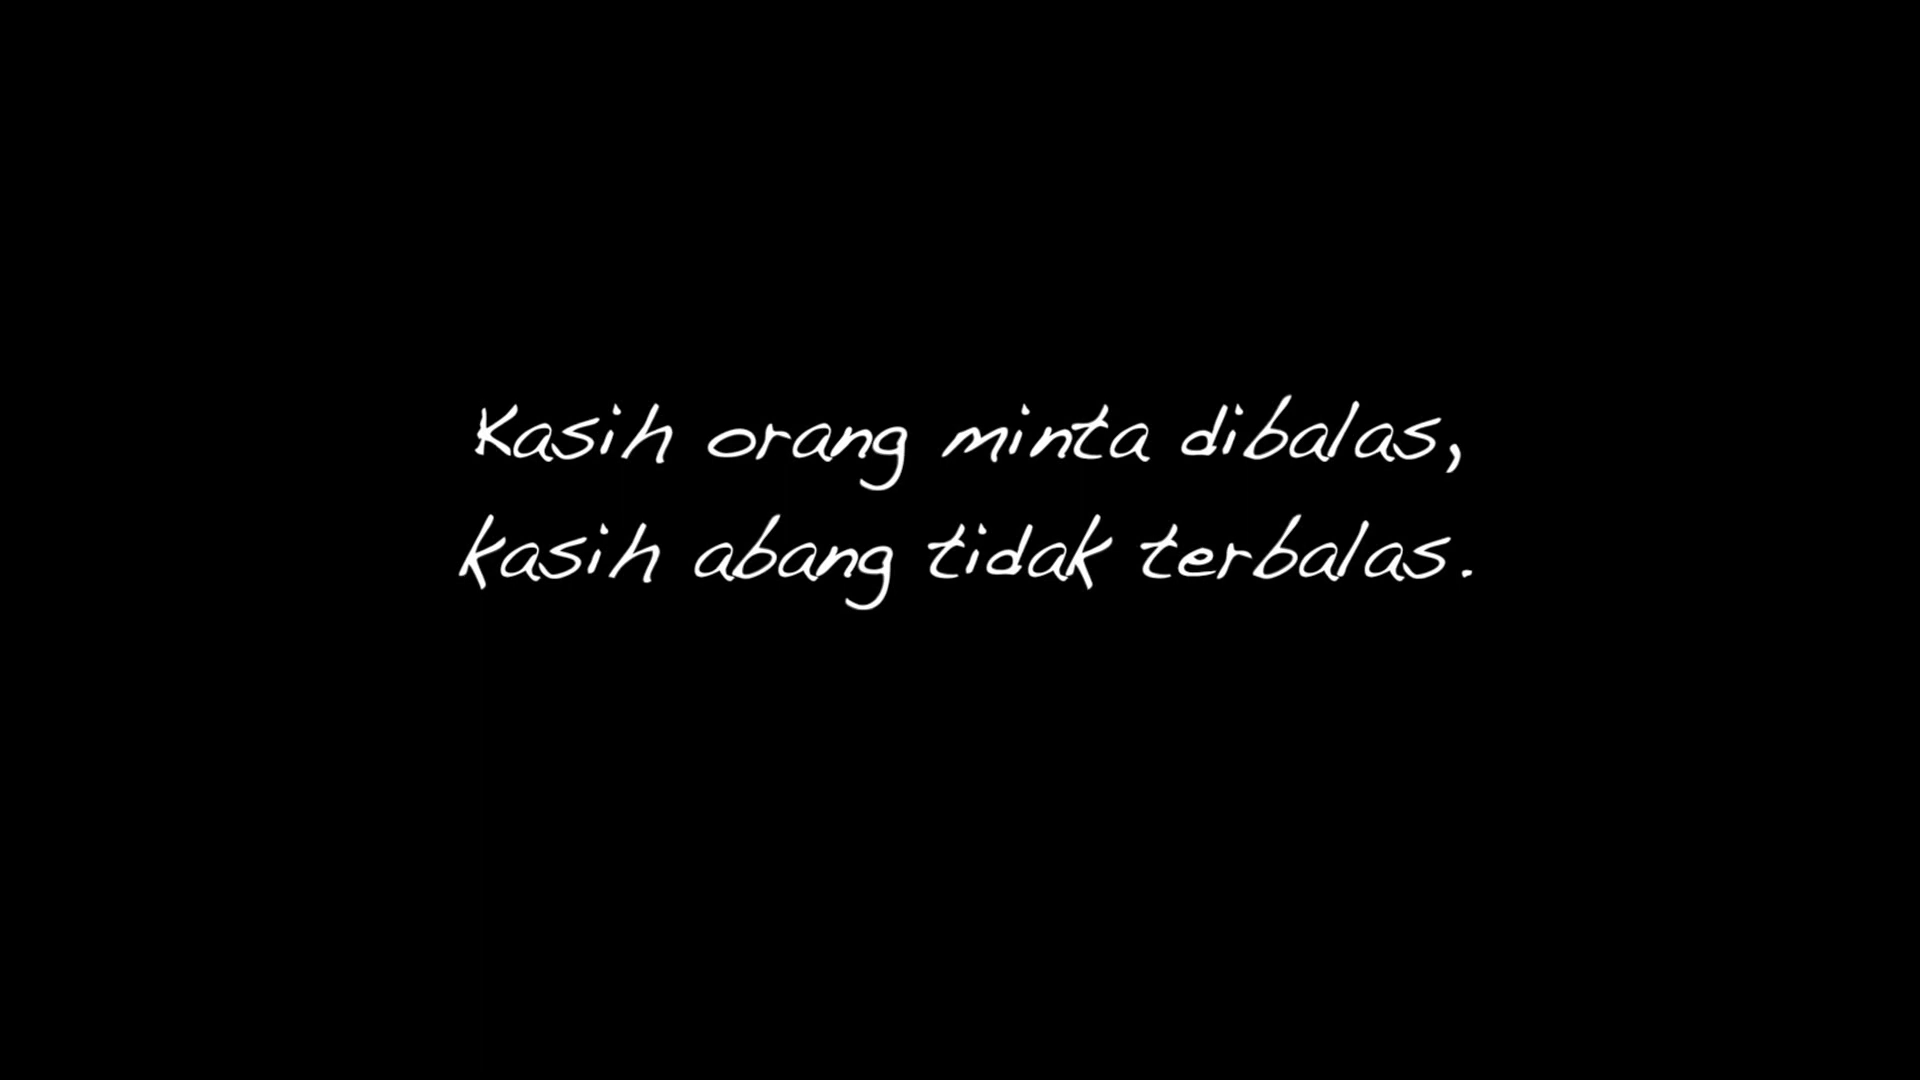 Kasih orang minta dibalas,
kasih abang tidak terbalas.